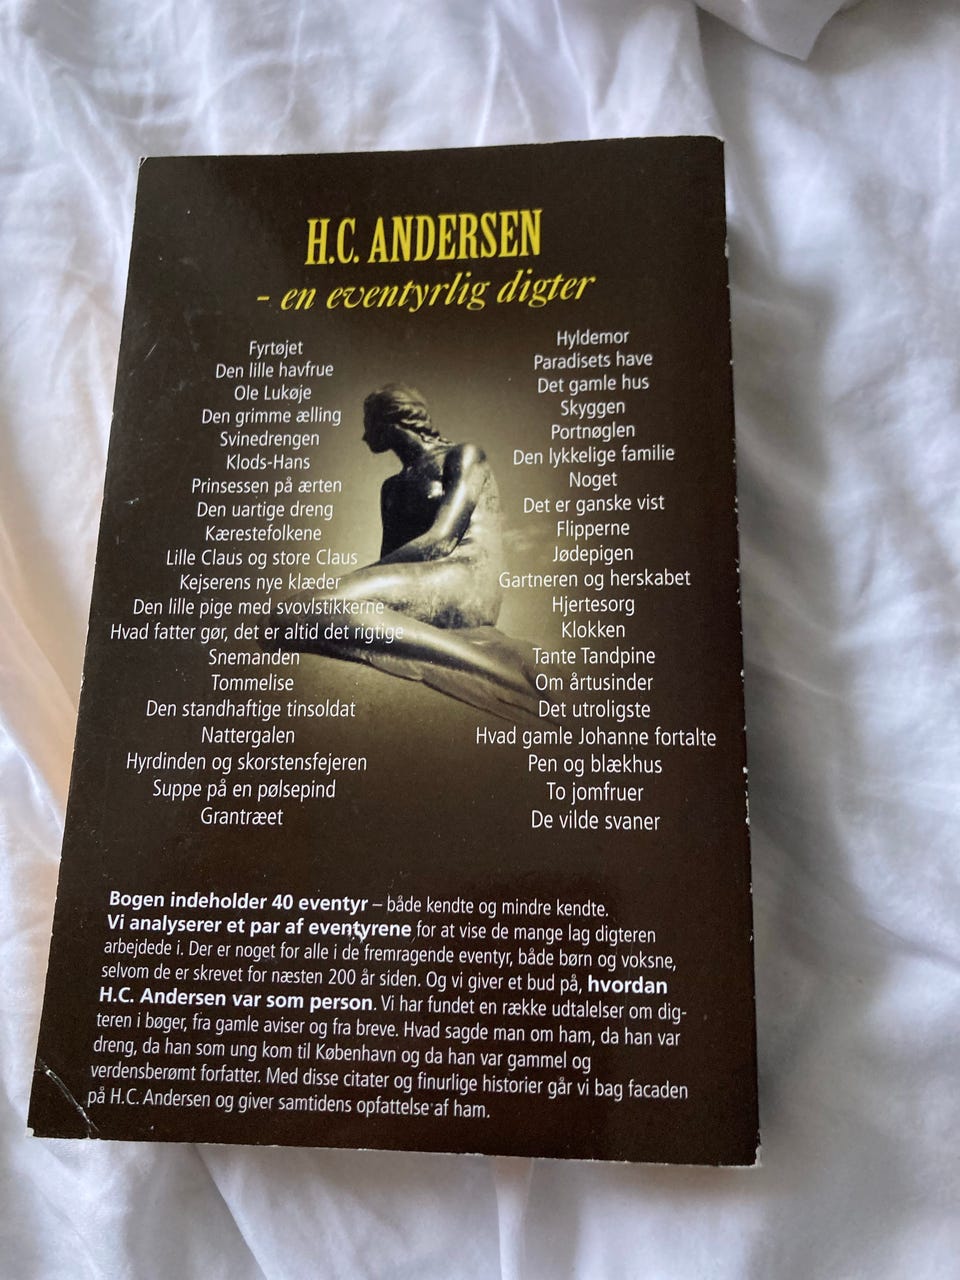 H.C. ANDERSEN
- en eventyrlig digter
Fyrtøjet
Den lille havfrue
Ole Lukøje
Den grimme ælling
Svinedrengen
Klods-Hans
Prinsessen på ærten
Den uartige dreng
Kærestefolkene
Lille Claus og store Claus
Kejserens nye klæder
Den lille pige med svovlstikkerne
Hvad fatter gør, det er altid det rigtige
Snemanden
Tommelise
Den standhaftige tinsoldat
Nattergalen
Hyrdinden og skorstensfejeren
Suppe på en pølsepind
Grantræet
Hyldemor
Paradisets have
Det gamle hus
Skyggen
Portnøglen
Den lykkelige familie
Noget
Det er ganske vist
Flipperne
Jødepigen
Gartneren og herskabet
Hjertesorg
Klokken
Tante Tandpine
Om årtusinder
Det utroligste
Hvad gamle Johanne fortalte
Pen og blækhus
To jomfruer
De vilde svaner
Bogen indeholder 40 eventyr – både kendte og mindre kendte.
Vi analyserer et par af eventyrene for at vise de mange lag digteren
arbejdede i. Der er noget for alle i de fremragende eventyr, både børn og voksne,
selvom de er skrevet for næsten 200 år siden. Og vi giver et bud på, hvordan
H.C. Andersen var som person. Vi har fundet en række udtalelser om dig-
teren i bøger, fra gamle aviser og fra breve. Hvad sagde man om ham, da han var
dreng, da han som ung kom til København og da han var gammel og
verdensberømt forfatter. Med disse citater og finurlige historier går vi bag facaden
på H.C. Andersen og giver samtidens opfattelse af ham.